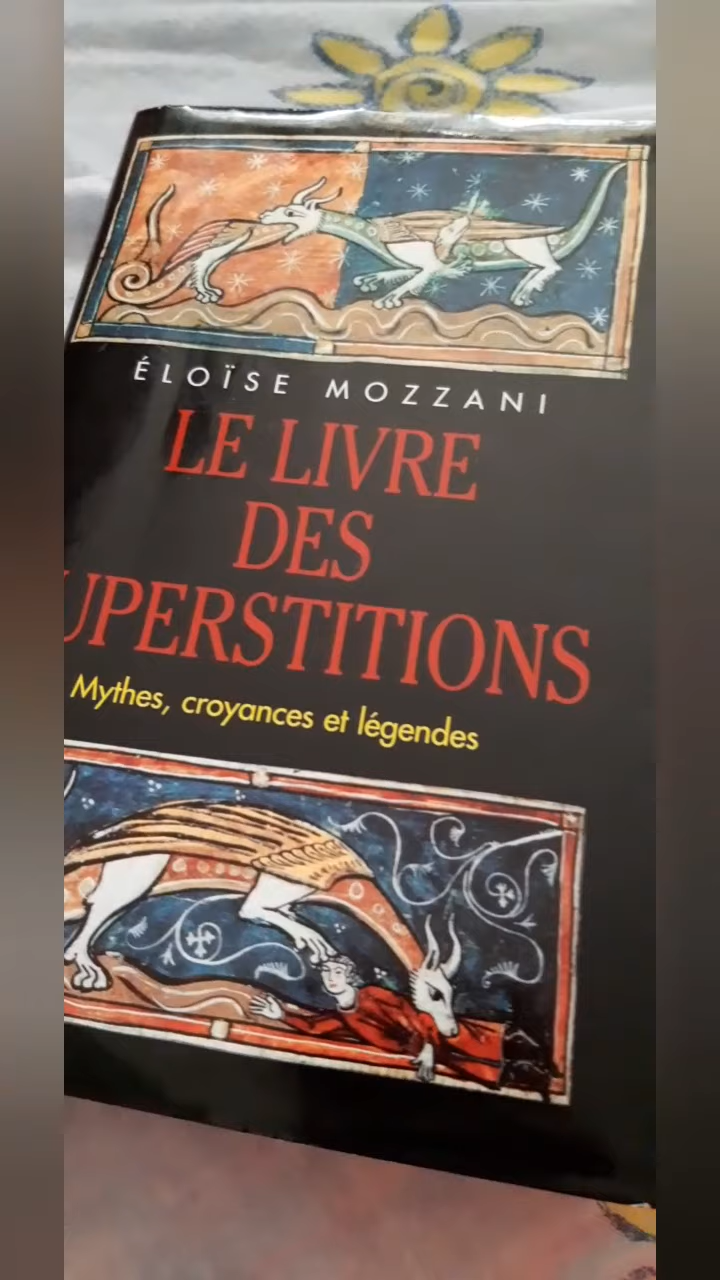 ÉLOÏSE MOZZANI
LE LIVRE
DES
UPERSTITIONS
Mythes, croyances et légendes